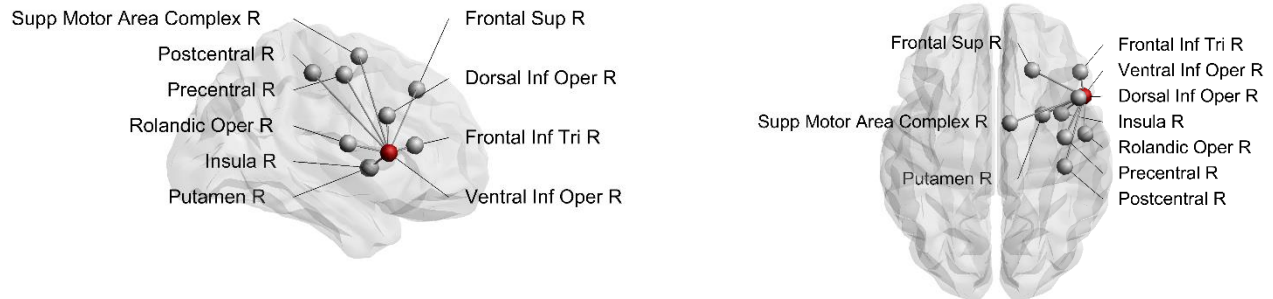 Supp Motor Area Complex R
Postcentral R
Precentral R
Rolandic Oper R
Insula R
Putamen R
Frontal Sup R
Dorsal Inf Oper R
Frontal Inf Tri R
Ventral Inf Oper R
Frontal Sup R
Supp Motor Area Complex R
Putamen R
Frontal Inf Tri R
Ventral Inf Oper R
Dorsal Inf Oper R
Insula R
Rolandic Oper R
Precentral R
Postcentral R